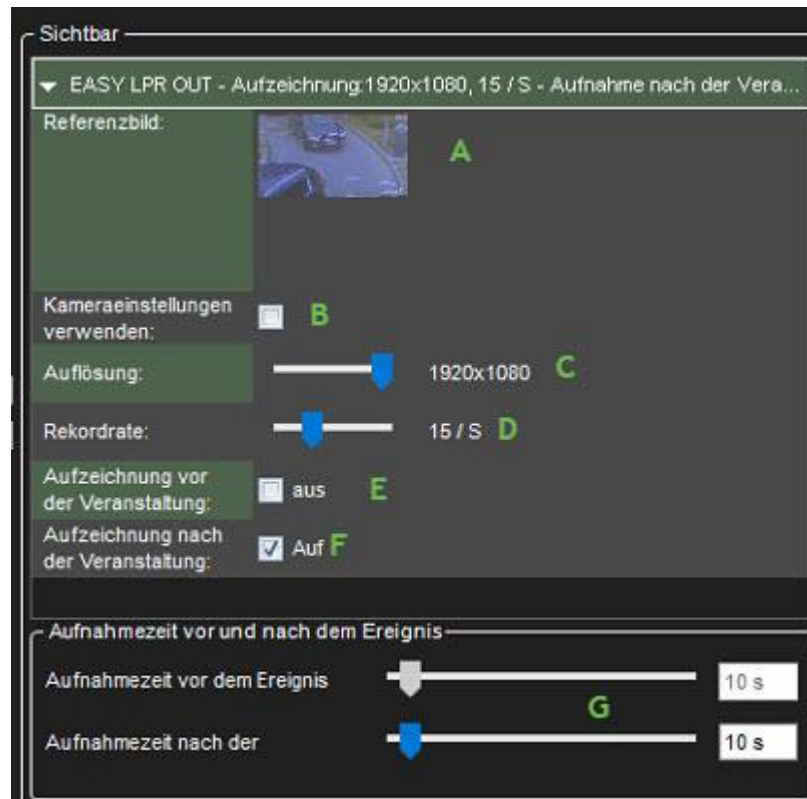 Sichtbar
EASY LPR OUT - Aufzeichnung:1920x1080, 15 / S - Aufnahme nach der Vera...
Referenzbild:
A
Kameraeinstellungen
verwenden:
B
Auflösung:
1920x1080
C
Rekordrate:
15 / S
D
Aufzeichnung vor
der Veranstaltung:
aus
E
Aufzeichnung nach
der Veranstaltung:
Auf
F
Aufnahmezeit vor und nach dem Ereignis
Aufnahmezeit vor dem Ereignis
10 s
G
Aufnahmezeit nach der
10 s